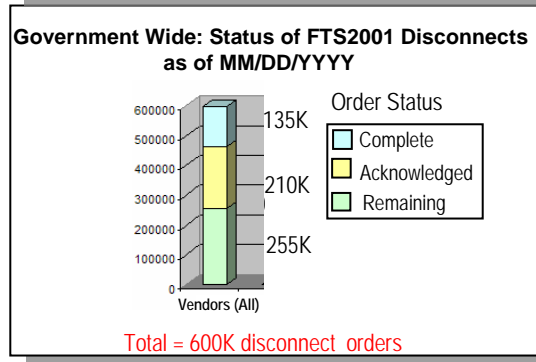 Government Wide: Status of FTS2001 Disconnects
as of MM/DD/YYYY
Order Status
Complete
Acknowledged
Remaining
600000
500000
400000
300000
200000
100000
0
135K
210K
255K
Vendors (All)
Total = 600K disconnect orders